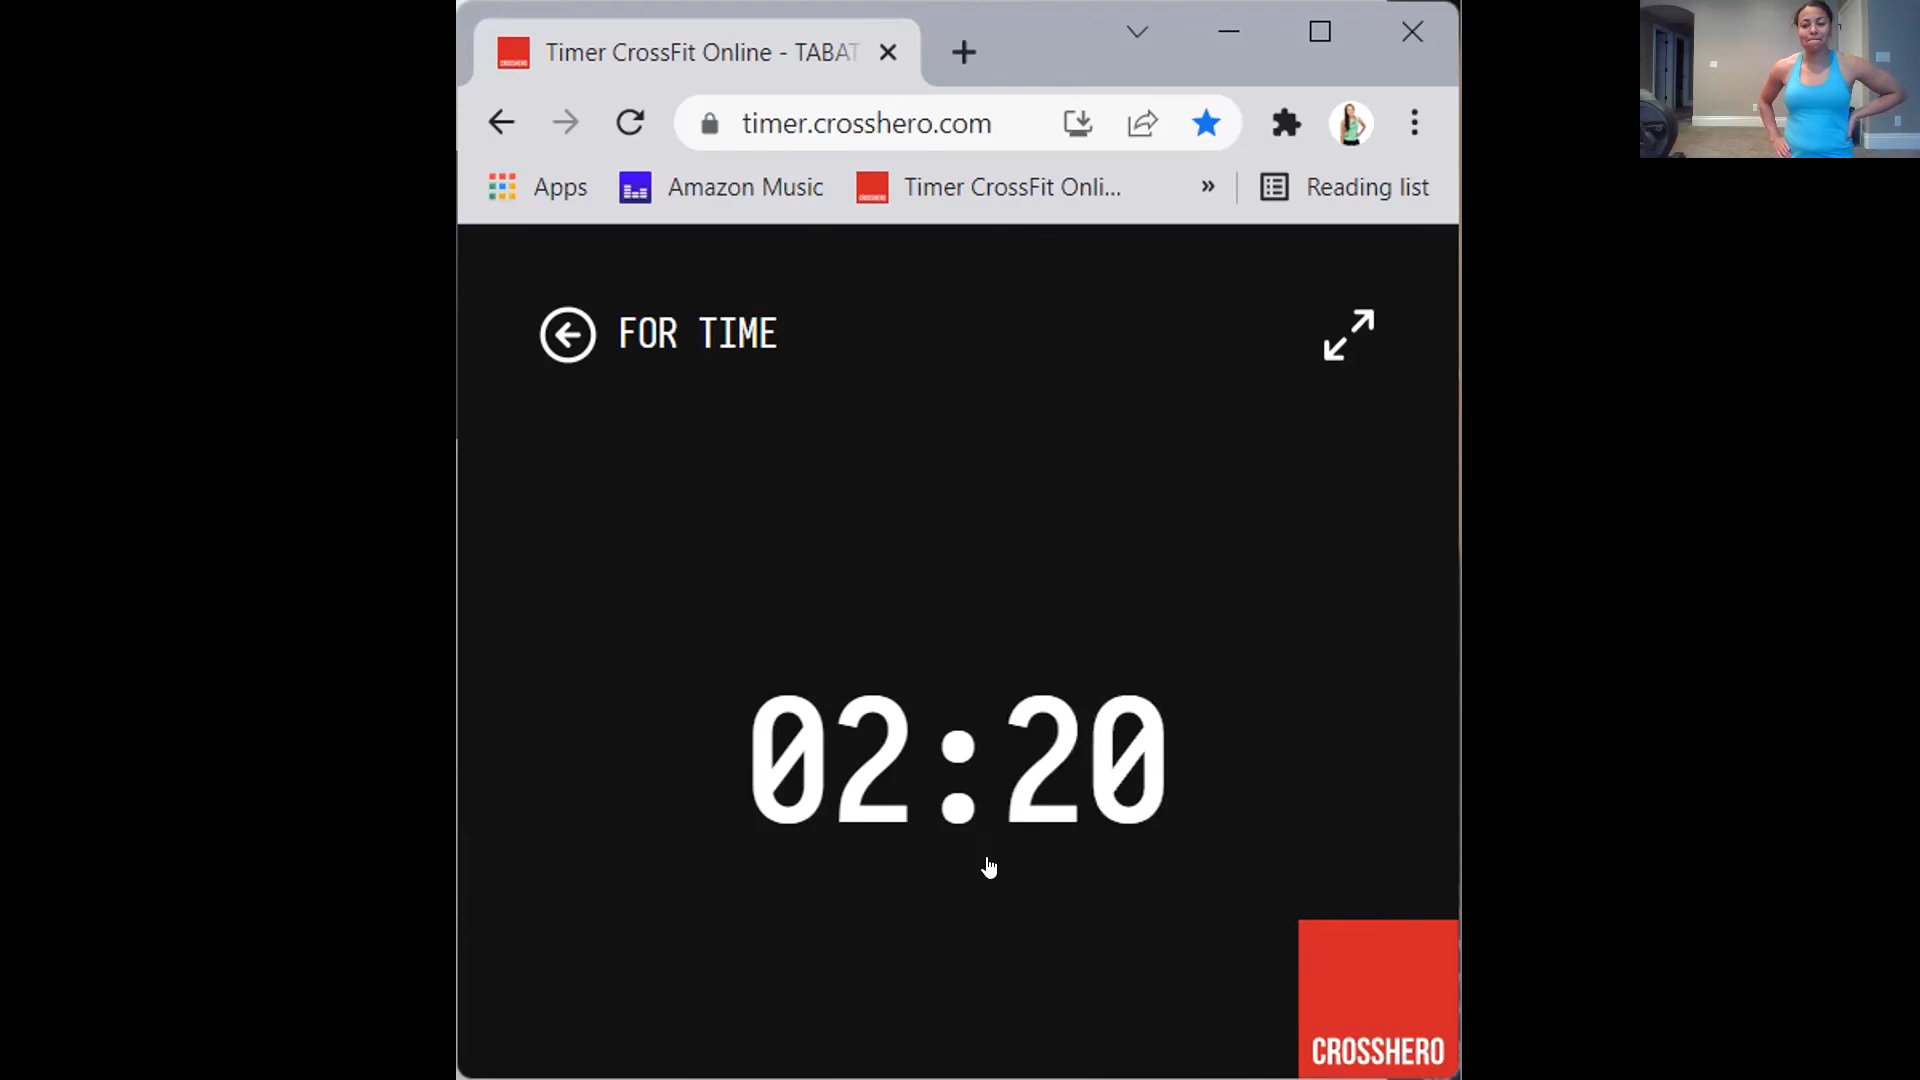 Timer CrossFit Online - TABAT
timer.crosshero.com
Apps Amazon Music Timer CrossFit Onli... » Reading list
FOR TIME
02:20
CROSSHERO